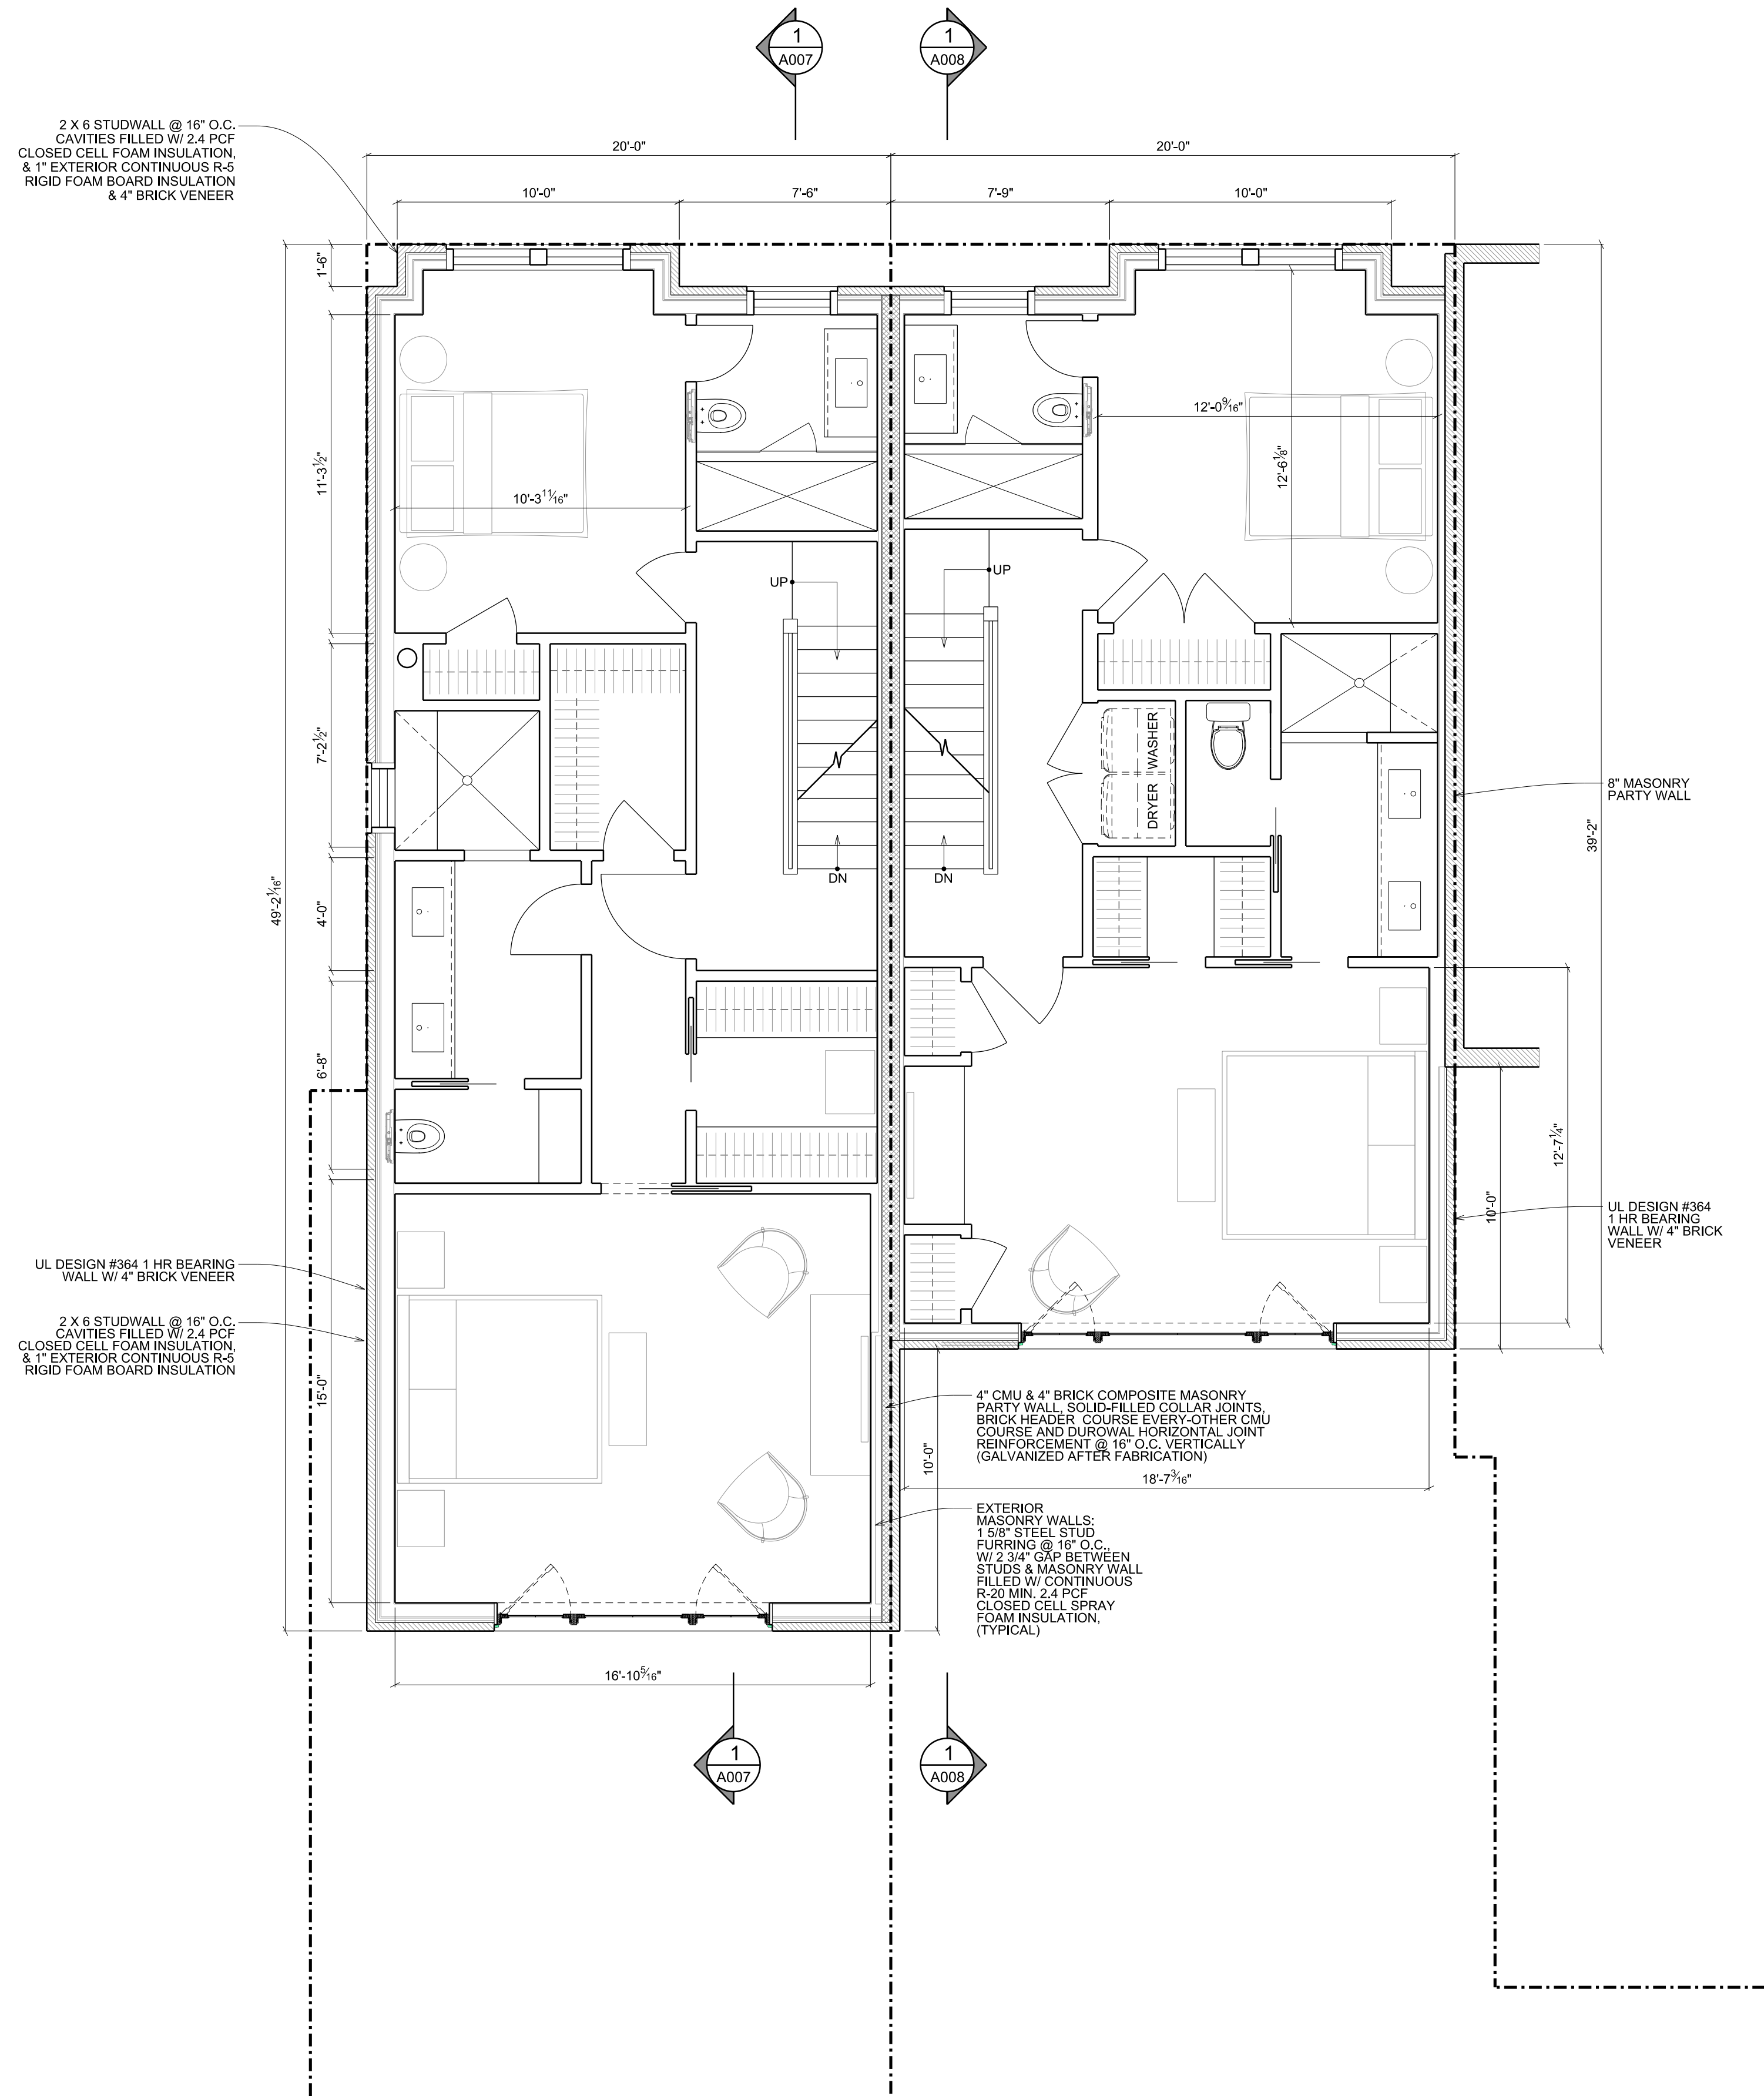 1
A007
1
A008
2 X 6 STUDWALL @ 16" O.C.
CAVITIES FILLED W/ 2.4 PCF
CLOSED CELL FOAM INSULATION,
& 1" EXTERIOR CONTINUOUS R-5
RIGID FOAM BOARD INSULATION
& 4" BRICK VENEER
20'-0"
20'-0"
10'-0"
7'-6"
7'-9"
10'-0"
1'-6"
11'-3½"
10'-3 11/16"
12'-0 9/16"
12'-6⅛"
UP
UP
7'-2½"
WASHER
DRYER
8" MASONRY
PARTY WALL
39'-2"
DN
DN
49'-2 1/16"
4'-0"
6'-8"
12'-7¼"
10'-0"
UL DESIGN #364
1 HR BEARING
WALL W/ 4" BRICK
VENEER
UL DESIGN #364 1 HR BEARING
WALL W/ 4" BRICK VENEER
2 X 6 STUDWALL @ 16" O.C.
CAVITIES FILLED W/ 2.4 PCF
CLOSED CELL FOAM INSULATION,
& 1" EXTERIOR CONTINUOUS R-5
RIGID FOAM BOARD INSULATION
15'-0"
4" CMU & 4" BRICK COMPOSITE MASONRY
PARTY WALL, SOLID-FILLED COLLAR JOINTS,
BRICK HEADER COURSE EVERY-OTHER CMU
COURSE AND DUROWAL HORIZONTAL JOINT
REINFORCEMENT @ 16" O.C. VERTICALLY
(GALVANIZED AFTER FABRICATION)
10'-0"
18'-7 3/16"
EXTERIOR
MASONRY WALLS:
1 5/8" STEEL STUD
FURRING @ 16" O.C.,
W/ 2 3/4" GAP BETWEEN
STUDS & MASONRY WALL
FILLED W/ CONTINUOUS
R-20 MIN. 2.4 PCF
CLOSED CELL SPRAY
FOAM INSULATION,
(TYPICAL)
16'-10 5/16"
1
A007
1
A008